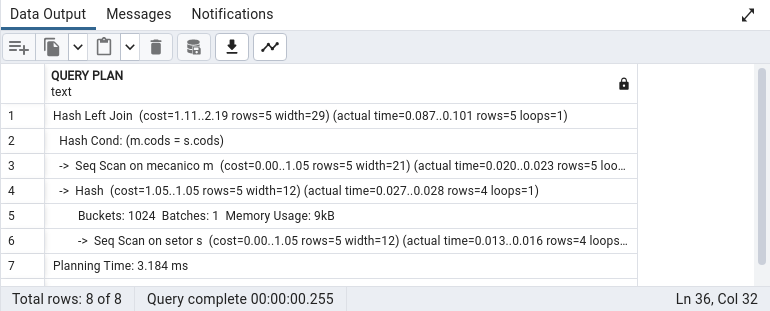 Data Output Messages Notifications
QUERY PLAN
text
1 Hash Left Join (cost=1.11..2.19 rows=5 width=29) (actual time=0.087..0.101 rows=5 loops=1)
2 Hash Cond: (m.cods = s.cods)
3 -> Seq Scan on mecanico m (cost=0.00..1.05 rows=5 width=21) (actual time=0.020..0.023 rows=5 loo...
4 -> Hash (cost=1.05..1.05 rows=5 width=12) (actual time=0.027..0.028 rows=4 loops=1)
5 Buckets: 1024 Batches: 1 Memory Usage: 9kB
6 -> Seq Scan on setor s (cost=0.00..1.05 rows=5 width=12) (actual time=0.013..0.016 rows=4 loops...
7 Planning Time: 3.184 ms
Total rows: 8 of 8 Query complete 00:00:00.255 Ln 36, Col 32